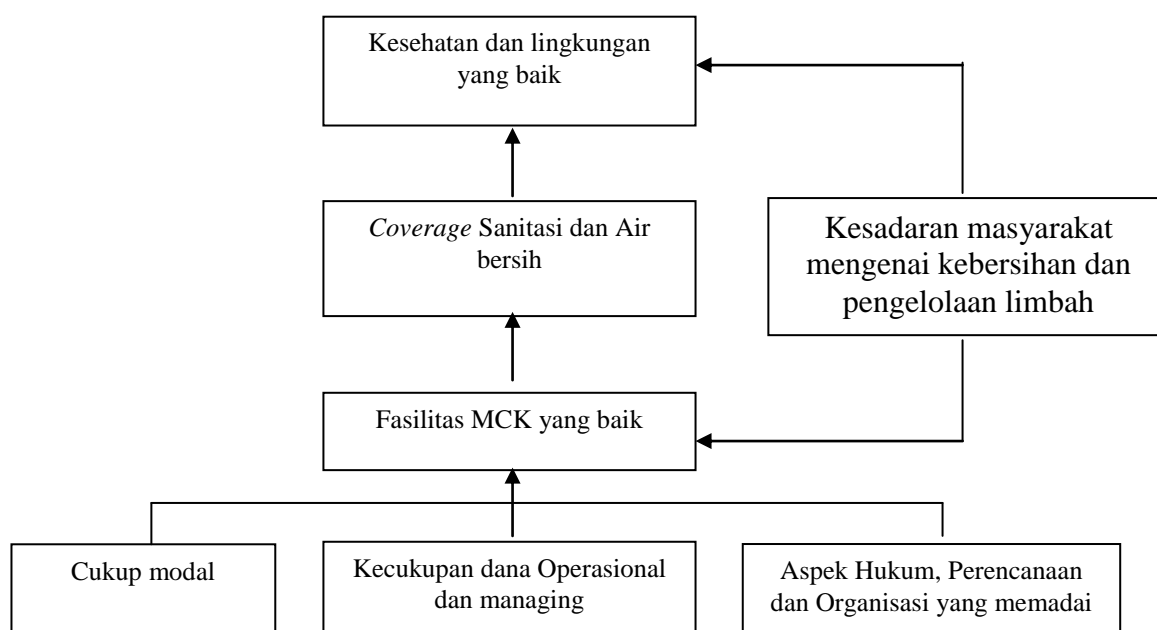 Kesehatan dan lingkungan
yang baik
Coverage Sanitasi dan Air
bersih
Kesadaran masyarakat
mengenai kebersihan dan
pengelolaan limbah
Fasilitas MCK yang baik
Cukup modal
Kecukupan dana Operasional
dan managing
Aspek Hukum, Perencanaan
dan Organisasi yang memadai